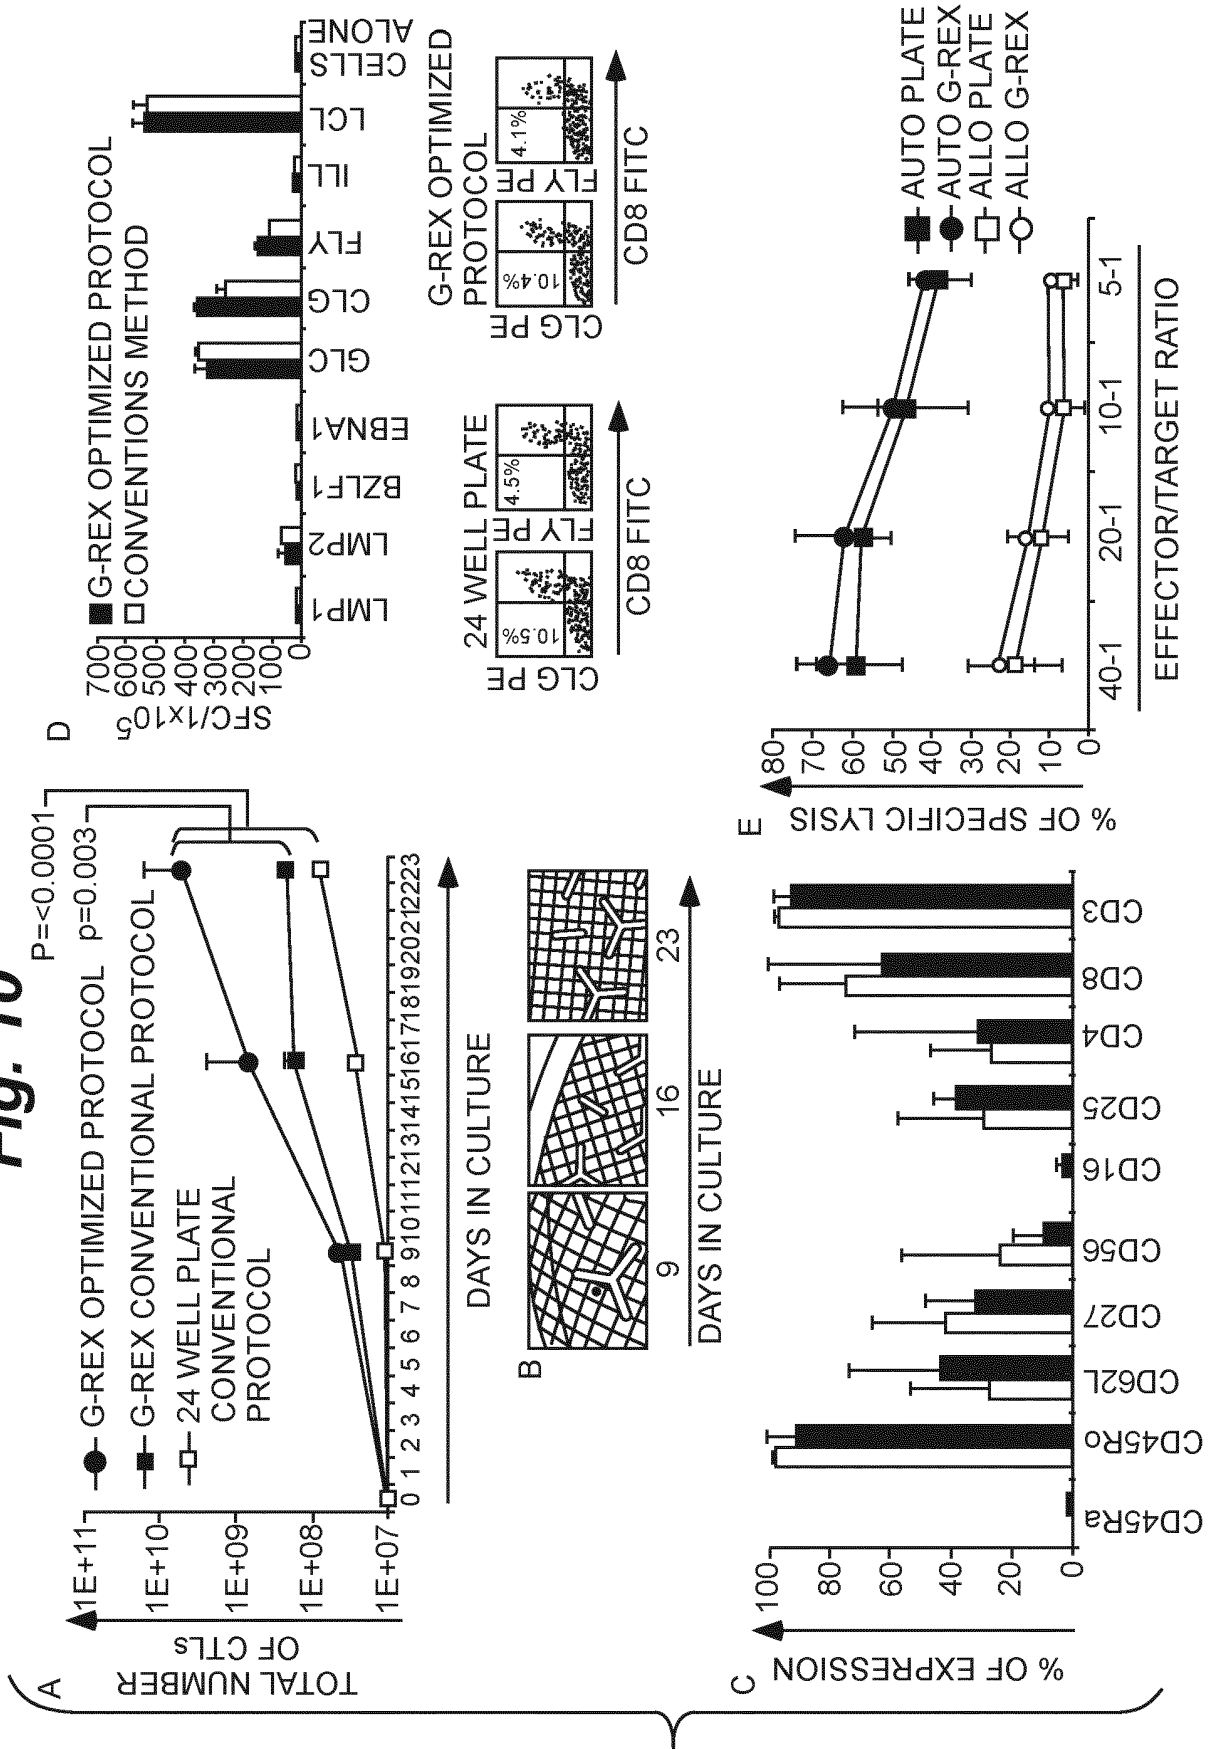 Fig. 10
A
TOTAL NUMBER
OF CTLs
1E+11
1E+10
1E+09
1E+08
1E+07
G-REX OPTIMIZED PROTOCOL
G-REX CONVENTIONAL PROTOCOL
24 WELL PLATE
CONVENTIONAL
PROTOCOL
P=<0.0001
p=0.003
0 1 2 3 4 5 6 7 8 9 10 11 12 13 14 15 16 17 18 19 20 21 22 23
DAYS IN CULTURE
B
9 16 23
DAYS IN CULTURE
C
% OF EXPRESSION
100
80
60
40
20
0
CD45Ra CD45Ro CD62L CD27 CD56 CD16 CD25 CD4 CD8 CD3
D
SFC/1x105
700
600
500
400
300
200
100
0
G-REX OPTIMIZED PROTOCOL
CONVENTIONS METHOD
LMP1 LMP2 BZLF1 EBNA1 GLC CLG FLY ILL LCL CELLS ALONE
24 WELL PLATE
CLG PE
10.5%
FLY PE
4.5%
CD8 FITC
G-REX OPTIMIZED
PROTOCOL
CLG PE
10.4%
FLY PE
4.1%
CD8 FITC
E
% OF SPECIFIC LYSIS
80
70
60
50
40
30
20
10
0
40-1 20-1 10-1 5-1
EFFECTOR/TARGET RATIO
AUTO PLATE
AUTO G-REX
ALLO PLATE
ALLO G-REX